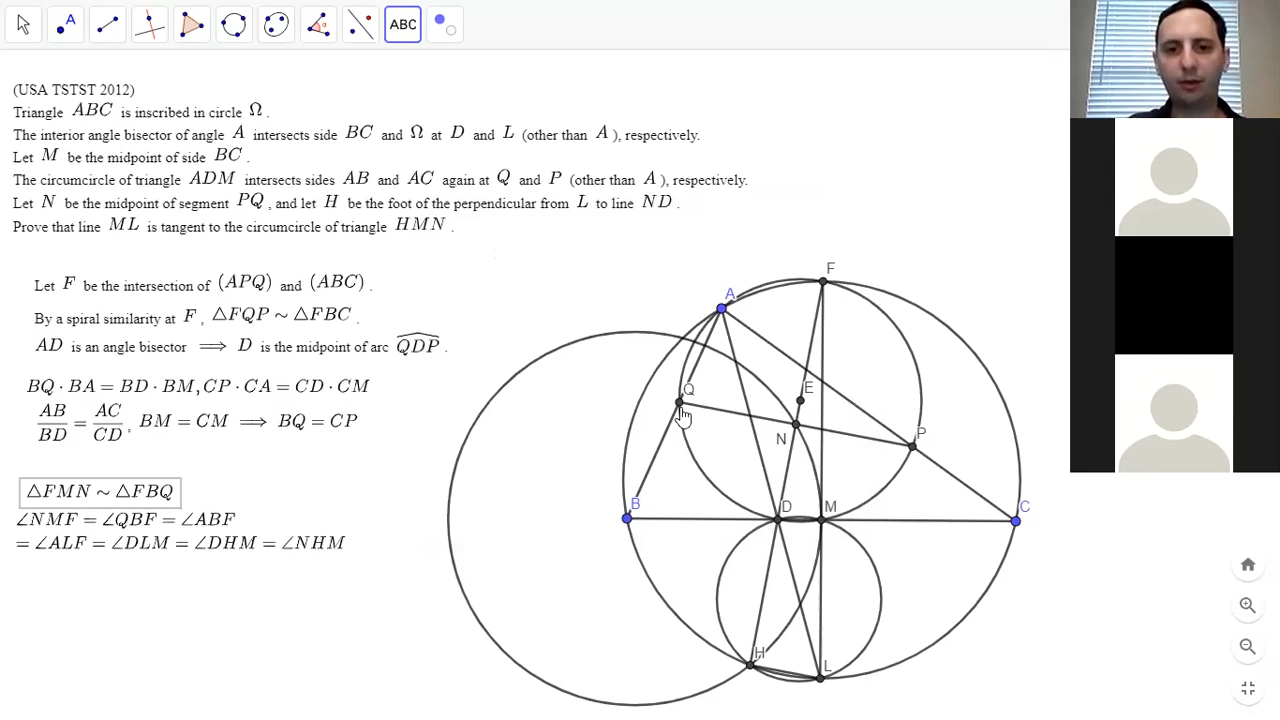 ABC
(USA TSTST 2012)
Triangle ABC is inscribed in circle Ω .
The interior angle bisector of angle A intersects side BC and Ω at D and L (other than A ), respectively.
Let M be the midpoint of side BC .
The circumcircle of triangle ADM intersects sides AB and AC again at Q and P (other than A ), respectively.
Let N be the midpoint of segment PQ , and let H be the foot of the perpendicular from L to line ND .
Prove that line ML is tangent to the circumcircle of triangle HMN .
Let F be the intersection of (APQ) and (ABC) .
By a spiral similarity at F , △FQP ∼ △FBC .
AD is an angle bisector ⟹ D is the midpoint of arc \widehat{QDP} .
BQ · BA = BD · BM, CP · CA = CD · CM
\frac{AB}{BD} = \frac{AC}{CD}, BM = CM ⟹ BQ = CP
△FMN ∼ △FBQ
∠NMF = ∠QBF = ∠ABF
= ∠ALF = ∠DLM = ∠DHM = ∠NHM
F
A
E
Q
N
P
B
D
M
C
H
L